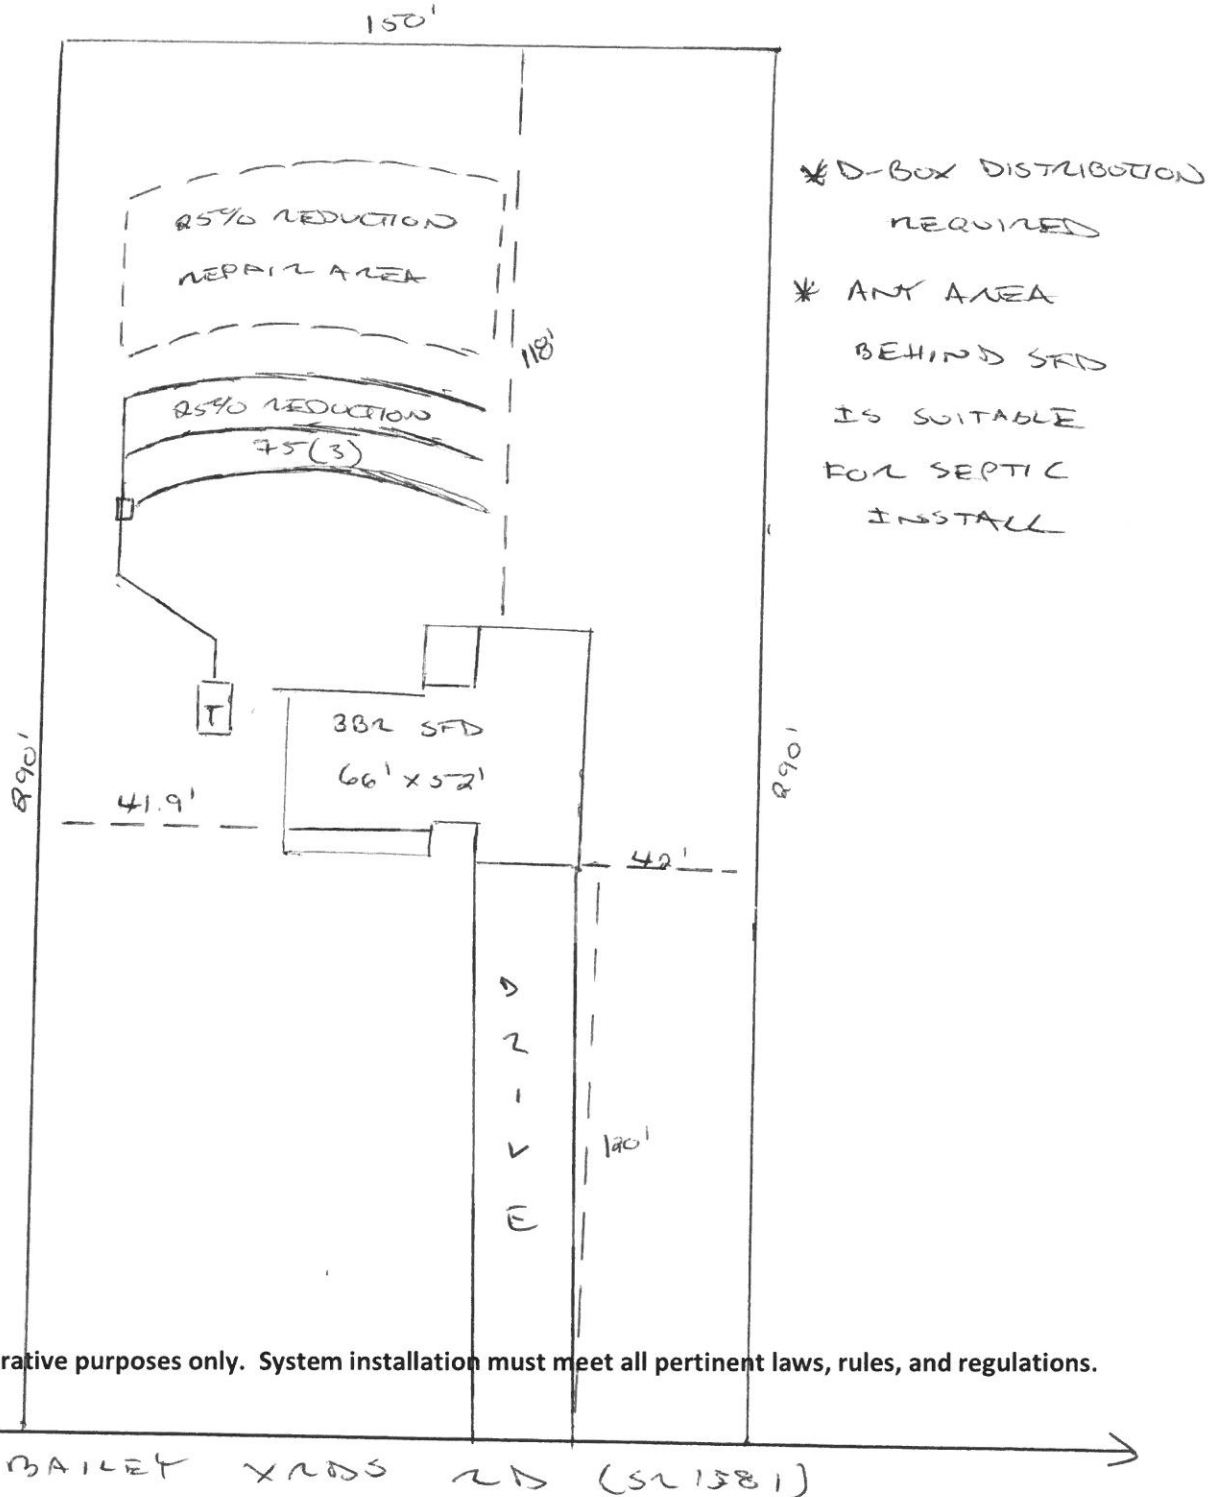 150'
* D-BOX DISTRIBUTION
REQUIRED
* ANY AREA
BEHIND SFD
IS SUITABLE
FOR SEPTIC
INSTALL
25% REDUCTION
REPAIR AREA
118'
25% REDUCTION
75(3)
T
3BR SFD
66' x 52'
290'
290'
41.9'
42'
D
R
I
V
E
120'
rative purposes only. System installation must meet all pertinent laws, rules, and regulations.
BAILEY XRDS RD (SR 1581)